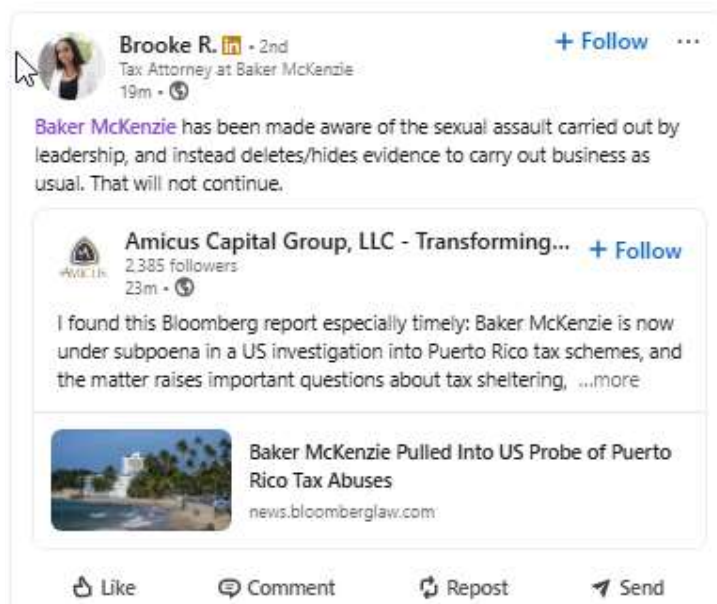 Brooke R. in • 2nd
+ Follow
Tax Attorney at Baker McKenzie
19m •
Baker McKenzie has been made aware of the sexual assault carried out by
leadership, and instead deletes/hides evidence to carry out business as
usual. That will not continue.
AMICUS
Amicus Capital Group, LLC - Transforming...
+ Follow
2,385 followers
23m •
I found this Bloomberg report especially timely: Baker McKenzie is now
under subpoena in a US investigation into Puerto Rico tax schemes, and
the matter raises important questions about tax sheltering, ...more
Baker McKenzie Pulled Into US Probe of Puerto
Rico Tax Abuses
news.bloomberglaw.com
Like Comment Repost Send